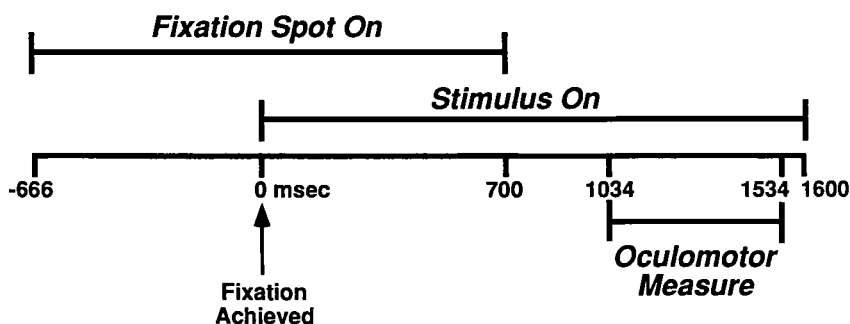 Fixation Spot On
Stimulus On
-666 0 msec 700 1034 1534 1600
Oculomotor
Measure
Fixation
Achieved